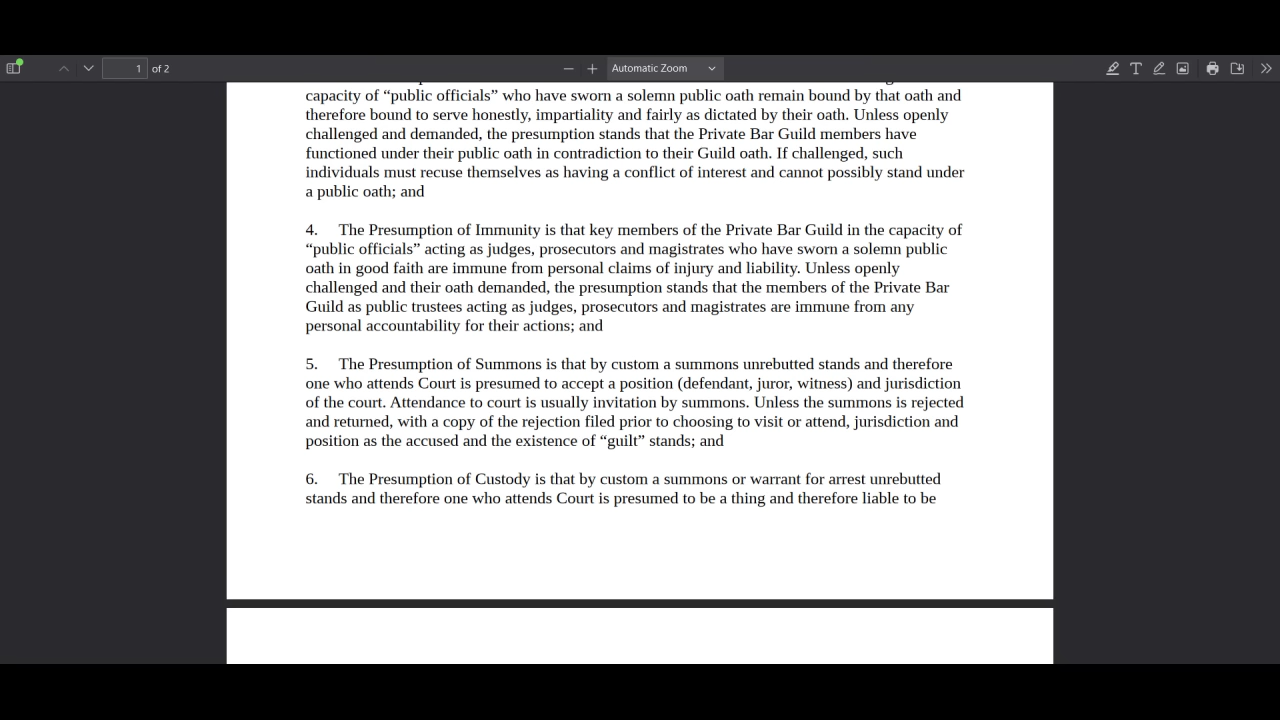 1 of 2
Automatic Zoom
capacity of “public officials” who have sworn a solemn public oath remain bound by that oath and
therefore bound to serve honestly, impartiality and fairly as dictated by their oath. Unless openly
challenged and demanded, the presumption stands that the Private Bar Guild members have
functioned under their public oath in contradiction to their Guild oath. If challenged, such
individuals must recuse themselves as having a conflict of interest and cannot possibly stand under
a public oath; and
4. The Presumption of Immunity is that key members of the Private Bar Guild in the capacity of
“public officials” acting as judges, prosecutors and magistrates who have sworn a solemn public
oath in good faith are immune from personal claims of injury and liability. Unless openly
challenged and their oath demanded, the presumption stands that the members of the Private Bar
Guild as public trustees acting as judges, prosecutors and magistrates are immune from any
personal accountability for their actions; and
5. The Presumption of Summons is that by custom a summons unrebutted stands and therefore
one who attends Court is presumed to accept a position (defendant, juror, witness) and jurisdiction
of the court. Attendance to court is usually invitation by summons. Unless the summons is rejected
and returned, with a copy of the rejection filed prior to choosing to visit or attend, jurisdiction and
position as the accused and the existence of “guilt” stands; and
6. The Presumption of Custody is that by custom a summons or warrant for arrest unrebutted
stands and therefore one who attends Court is presumed to be a thing and therefore liable to be